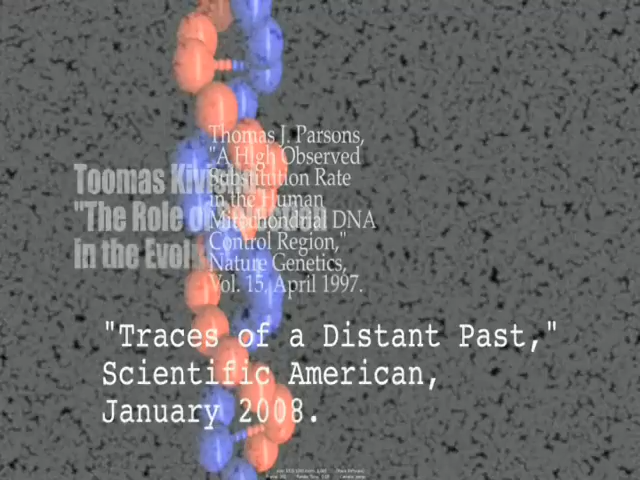 Thomas J. Parsons,
"A High Observed
Substitution Rate
in the Human
Mitochondrial DNA
Control Region,"
Nature Genetics,
Vol. 15, April 1997.
Toomas
"The Role of
in the
"Traces of a Distant Past,"
Scientific American,
January 2008.